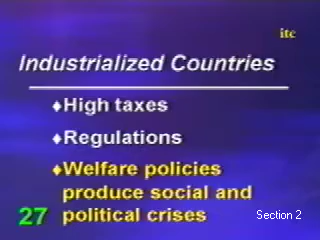 itc
Industrialized Countries
♦High taxes
♦Regulations
♦Welfare policies
produce social and
political crises
27
Section 2